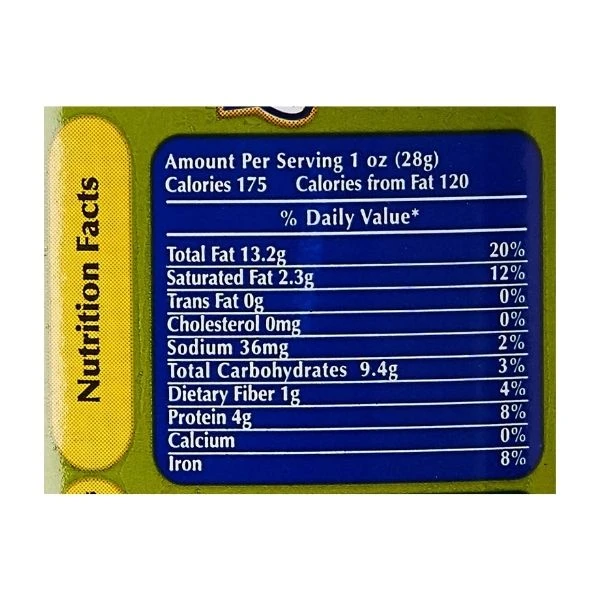 Nutrition Facts
Amount Per Serving 1 oz (28g)
Calories 175 Calories from Fat 120
% Daily Value*
Total Fat 13.2g 20%
Saturated Fat 2.3g 12%
Trans Fat 0g 0%
Cholesterol 0mg 0%
Sodium 36mg 2%
Total Carbohydrates 9.4g 3%
Dietary Fiber 1g 4%
Protein 4g 8%
Calcium 0%
Iron 8%